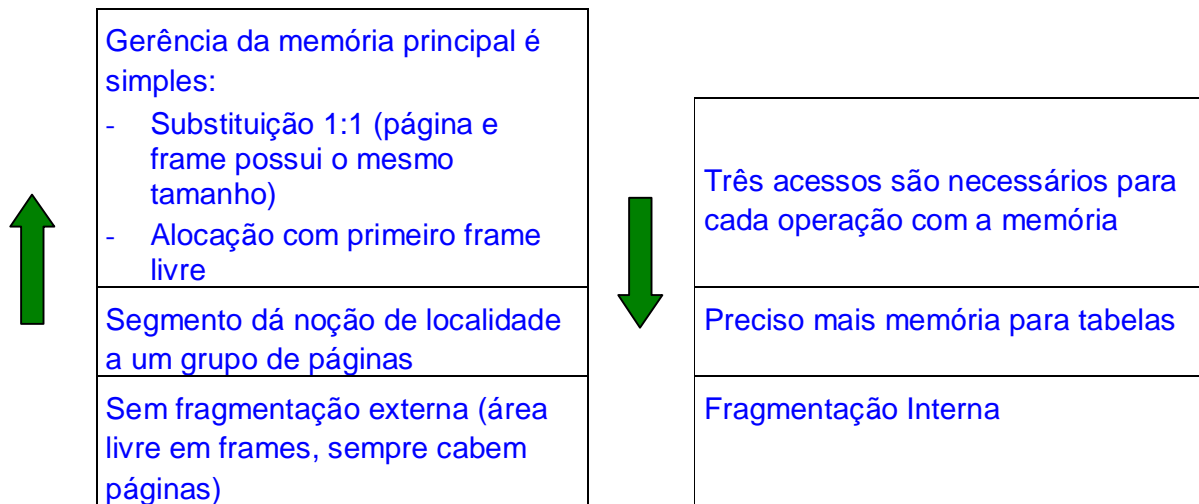 Gerência da memória principal é
simples:
- Substituição 1:1 (página e
frame possui o mesmo
tamanho)
- Alocação com primeiro frame
livre
Segmento dá noção de localidade
a um grupo de páginas
Sem fragmentação externa (área
livre em frames, sempre cabem
páginas)
Três acessos são necessários para
cada operação com a memória
Preciso mais memória para tabelas
Fragmentação Interna